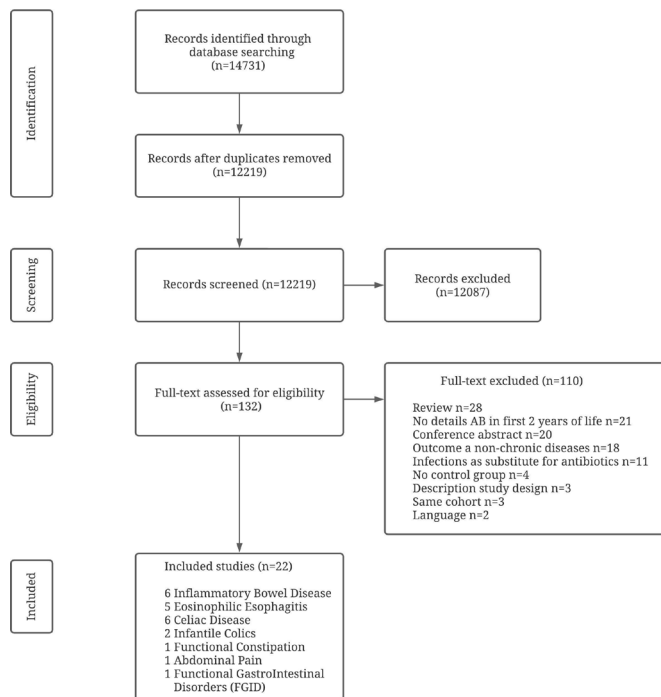 Identification
Records identified through
database searching
(n=14731)
Records after duplicates removed
(n=12219)
Screening
Records screened (n=12219)
Records excluded
(n=12087)
Eligibility
Full-text assessed for eligibility
(n=132)
Full-text excluded (n=110)
Review n=28
No details AB in first 2 years of life n=21
Conference abstract n=20
Outcome a non-chronic diseases n=18
Infections as substitute for antibiotics n=11
No control group n=4
Description study design n=3
Same cohort n=3
Language n=2
Included
Included studies (n=22)
6 Inflammatory Bowel Disease
5 Eosinophilic Esophagitis
6 Celiac Disease
2 Infantile Colics
1 Functional Constipation
1 Abdominal Pain
1 Functional GastroIntestinal
Disorders (FGID)